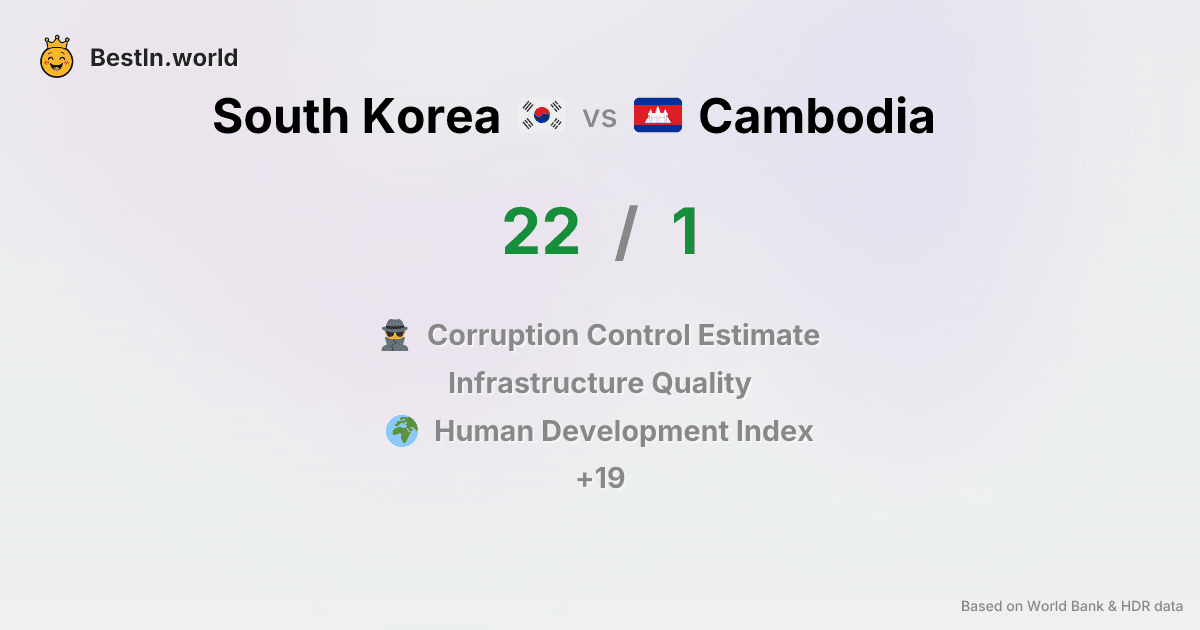 BestIn.world
South Korea vs Cambodia
22 / 1
Corruption Control Estimate
Infrastructure Quality
Human Development Index
+19
Based on World Bank & HDR data